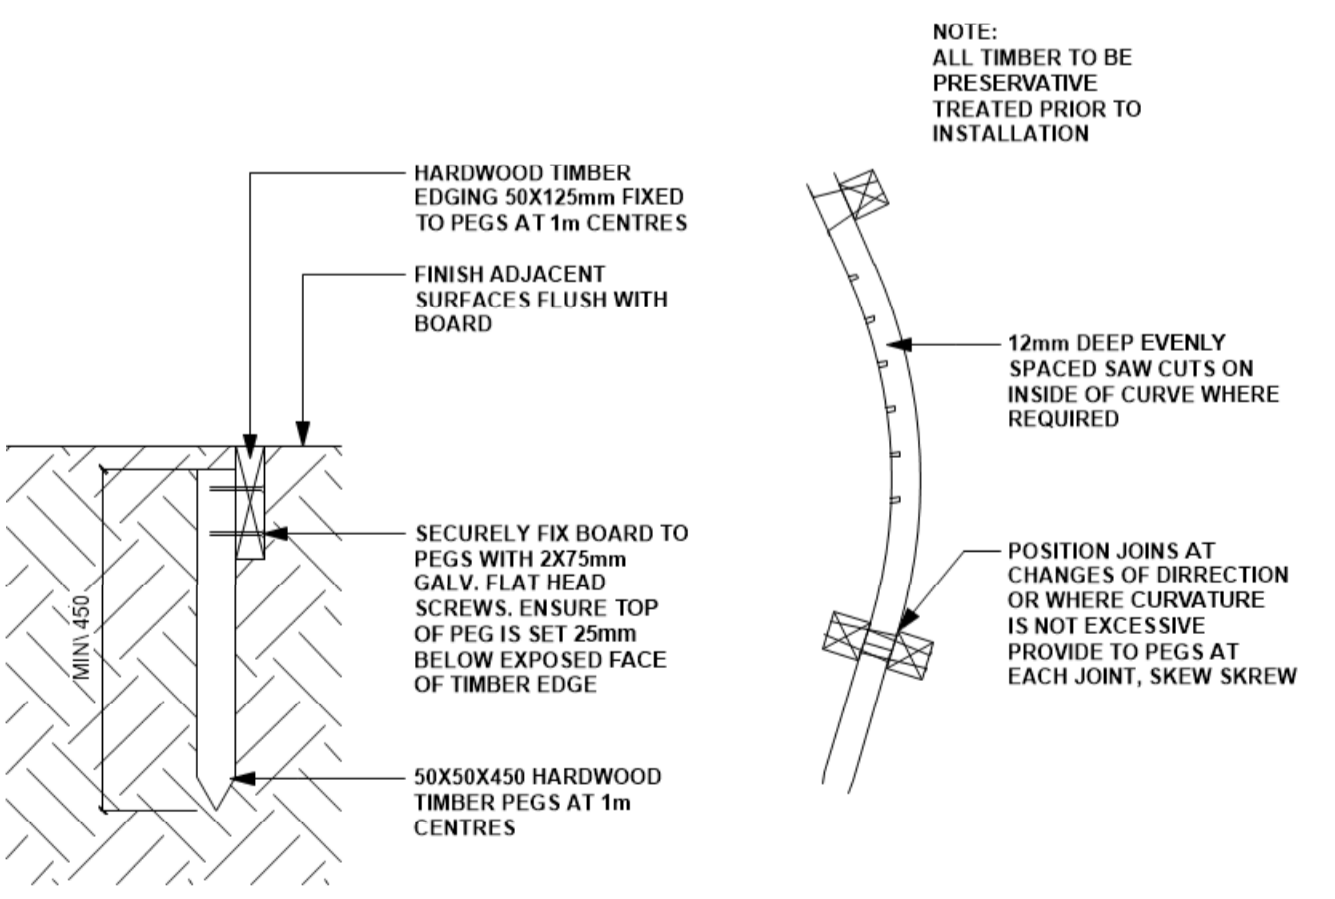 NOTE:
ALL TIMBER TO BE
PRESERVATIVE
TREATED PRIOR TO
INSTALLATION
HARDWOOD TIMBER
EDGING 50X125mm FIXED
TO PEGS AT 1m CENTRES
FINISH ADJACENT
SURFACES FLUSH WITH
BOARD
SECURELY FIX BOARD TO
PEGS WITH 2X75mm
GALV. FLAT HEAD
SCREWS. ENSURE TOP
OF PEG IS SET 25mm
BELOW EXPOSED FACE
OF TIMBER EDGE
MIN\ 450
50X50X450 HARDWOOD
TIMBER PEGS AT 1m
CENTRES
12mm DEEP EVENLY
SPACED SAW CUTS ON
INSIDE OF CURVE WHERE
REQUIRED
POSITION JOINS AT
CHANGES OF DIRRECTION
OR WHERE CURVATURE
IS NOT EXCESSIVE
PROVIDE TO PEGS AT
EACH JOINT, SKEW SKREW